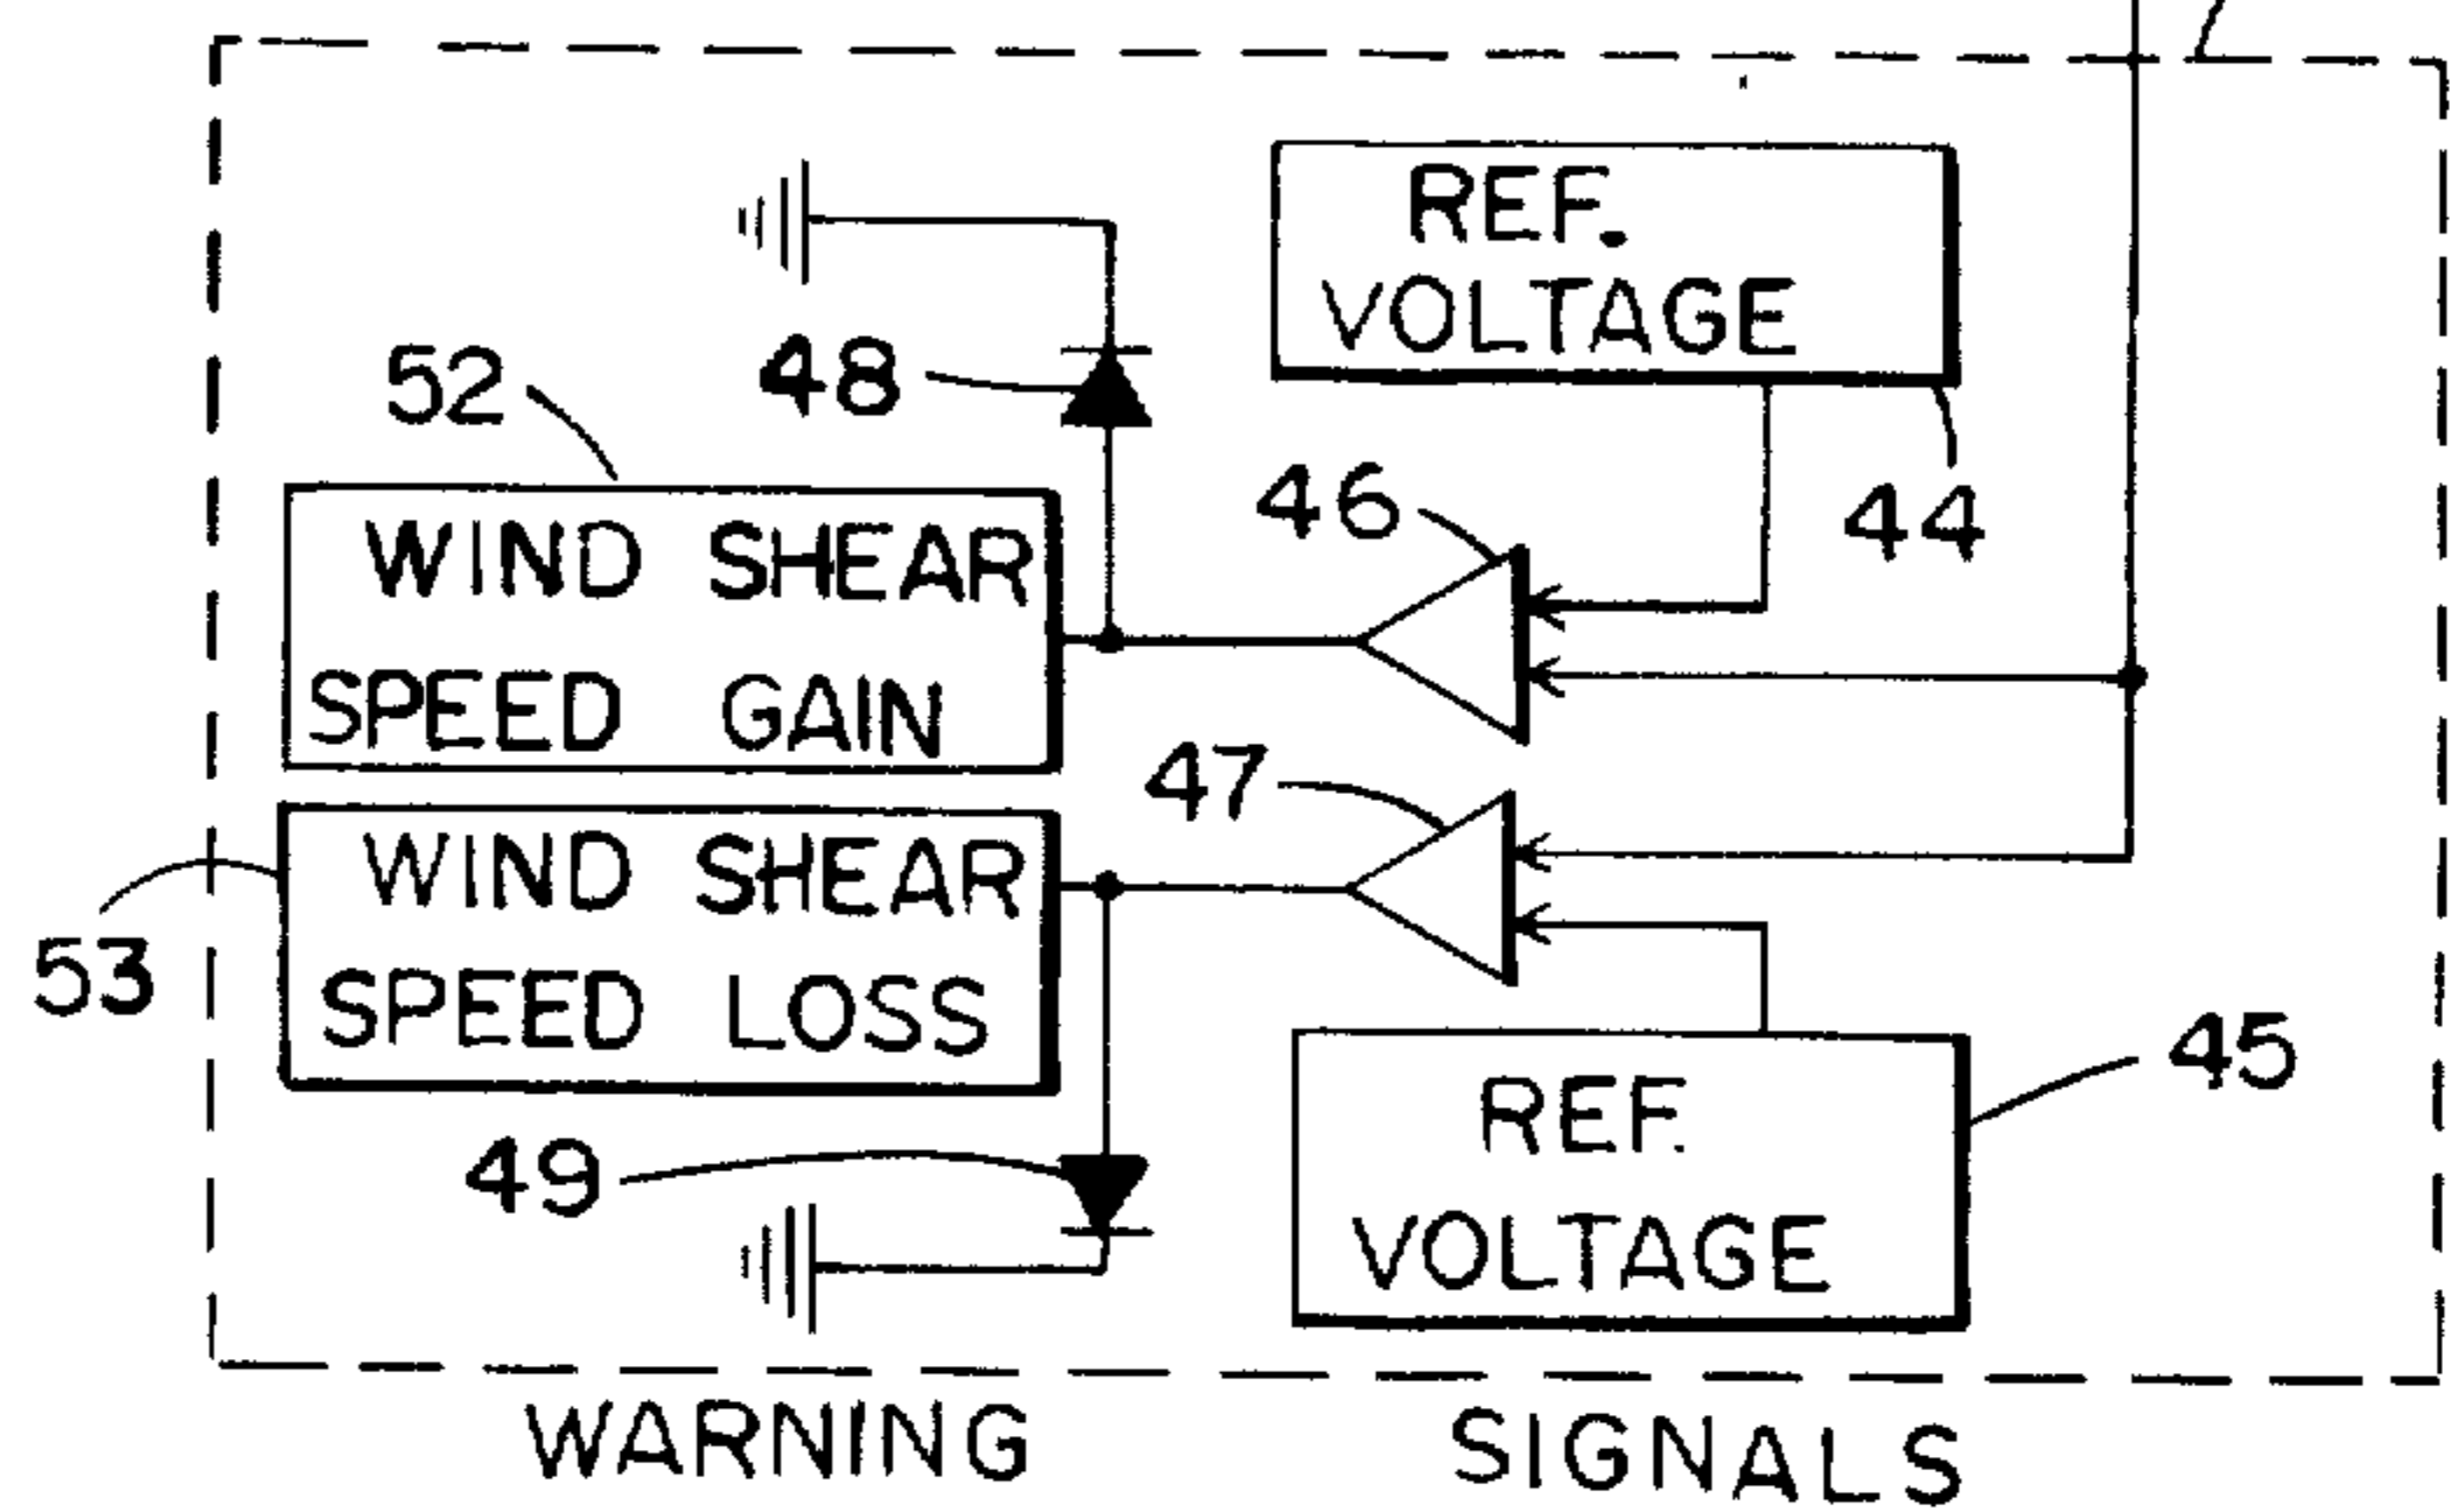 REF.
VOLTAGE
48
52
46
44
WIND SHEAR
SPEED GAIN
47
WIND SHEAR
SPEED LOSS
53
45
49
REF.
VOLTAGE
WARNING SIGNALS